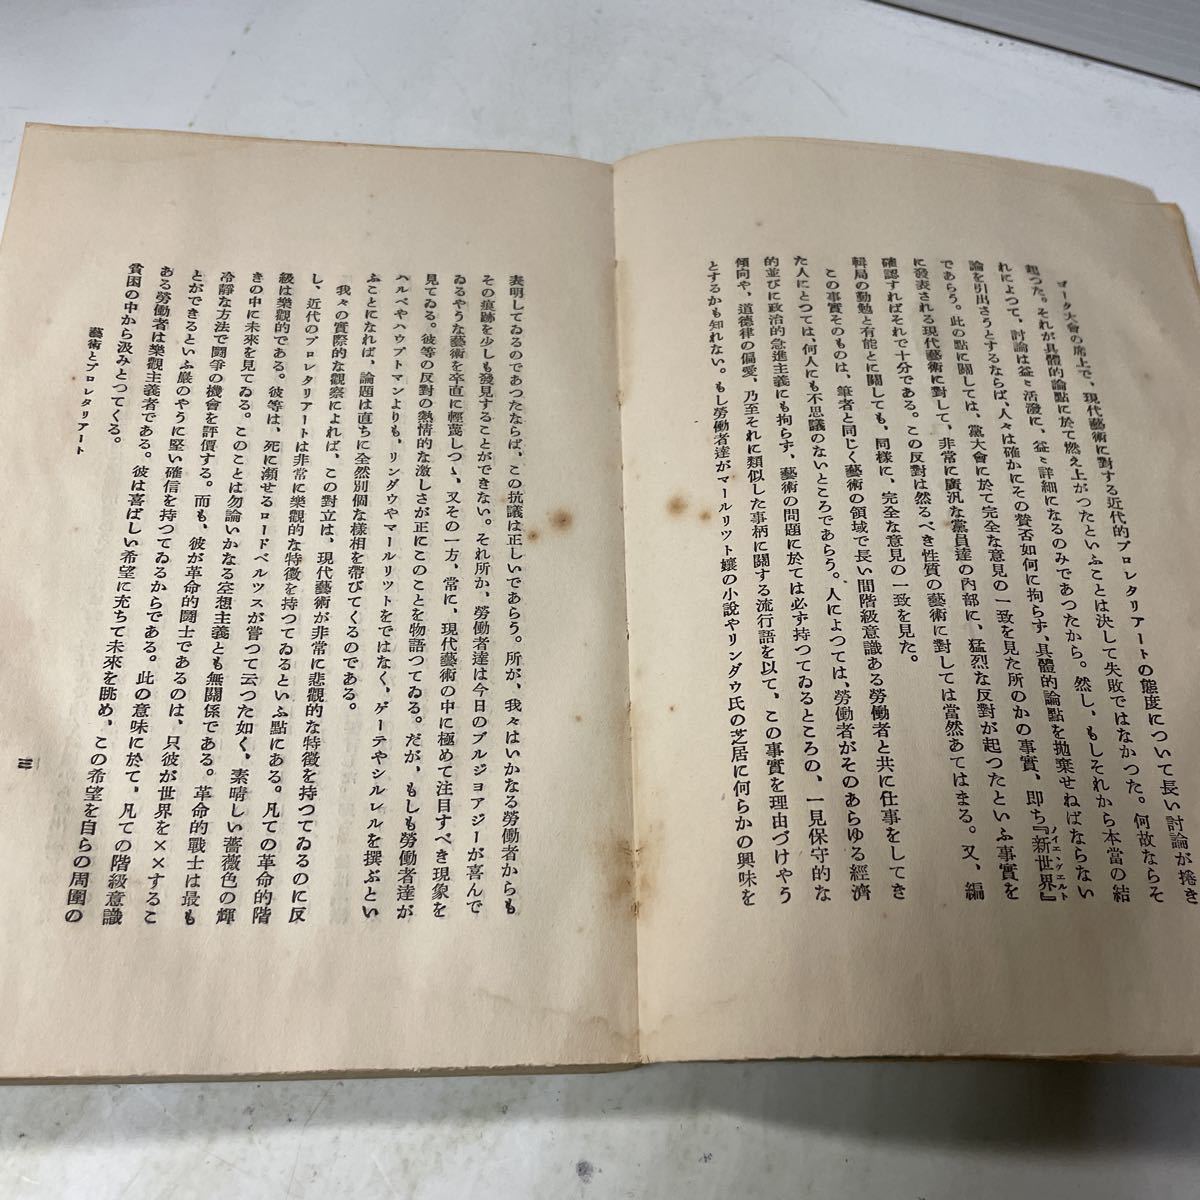 ゴータ大會の席上で、現代藝術に對する近代的プロレタリアートの態度について長い討論が捲き
起つた。それが具體的論點に於て燃え上がつたといふことは決して失敗ではなかつた。何故ならそ
れによつて、討論は益々活潑に、益々詳細になるのみであつたから。然し、もしそれから本當の結
論を引出さうとするならば、人々は確かにその贊否如何に拘らず、具體的論點を拋棄せねばならない
であらう。此の點に關しては、黨大會に於て完全な意見の一致を見た所のかの事實、即ち『新世界』
ノイエ・ヴェルト
に發表される現代藝術に對して、非常に廣汎な黨員達の內部に、猛烈な反對が起つたといふ事實を
確認すればそれで十分である。この反對は然るべき性質の藝術に對しては當然あてはまる。又、編
輯局の勤勉と有能とに關しても、同樣に、完全な意見の一致を見た。
この事實そのものは、筆者と同じく藝術の領域で長い間階級意識ある勞働者と共に仕事をしてき
た人にとつては、何人にも不思議のないところであらう。人によつては、勞働者がそのあらゆる經濟
的並びに政治的急進主義にも拘らず、藝術の問題に於ては必ず持つてゐるところの、一見保守的な
傾向や、道德律の偏愛、乃至それに類似した事柄に關する流行語を以て、この事實を理由づけやう
とするかも知れない。もし勞働者達がマールリツト孃の小說やリンダウ氏の芝居に何らかの興味を
表明してゐるのであつたならば、この抗議は正しいであらう。所が、我々はいかなる勞働者からも
その痕跡を少しも發見することができない。それ所か、勞働者達は今日のブルジョアジーが喜んで
ゐるやうな藝術を卒直に輕蔑しつゝ、又その一方、常に、現代藝術の中に極めて注目すべき現象を
見てゐる。彼等の反對の熱情的な激しさが正にこのことを物語つてゐる。だが、もしも勞働者達が
ハルベやハウプトマンよりも、リンダウやマールリツトをではなく、ゲーテやシルレルを撰ぶとい
ふことになれば、論題は直ちに全然別個な樣相を帶びてくるのである。
我々の實際的な觀察によれば、この對立は、現代藝術が非常に悲觀的な特徵を持つてゐるのに反
し、近代のプロレタリアートは非常に樂觀的な特徵を持つてゐるといふ點にある。凡ての革命的階
級は樂觀的である。彼等は、死に瀕せるロードベルツスが嘗つて云つた如く、素晴しい薔薇色の輝
きの中に未來を見てゐる。このことは勿論いかなる空想主義とも無關係である。革命的戰士は最も
冷靜な方法で鬪爭の機會を評價する。而も、彼が革命的鬪士であるのは、只彼が世界を××するこ
とができるといふ巖のやうに堅い確信を持つてゐるからである。此の意味に於て、凡ての階級意識
ある勞働者は樂觀主義者である。彼は喜ばしい希望に充ちて未來を眺め、この希望を自らの周圍の
貧困の中から汲みとつてくる。
藝術とプロレタリアート